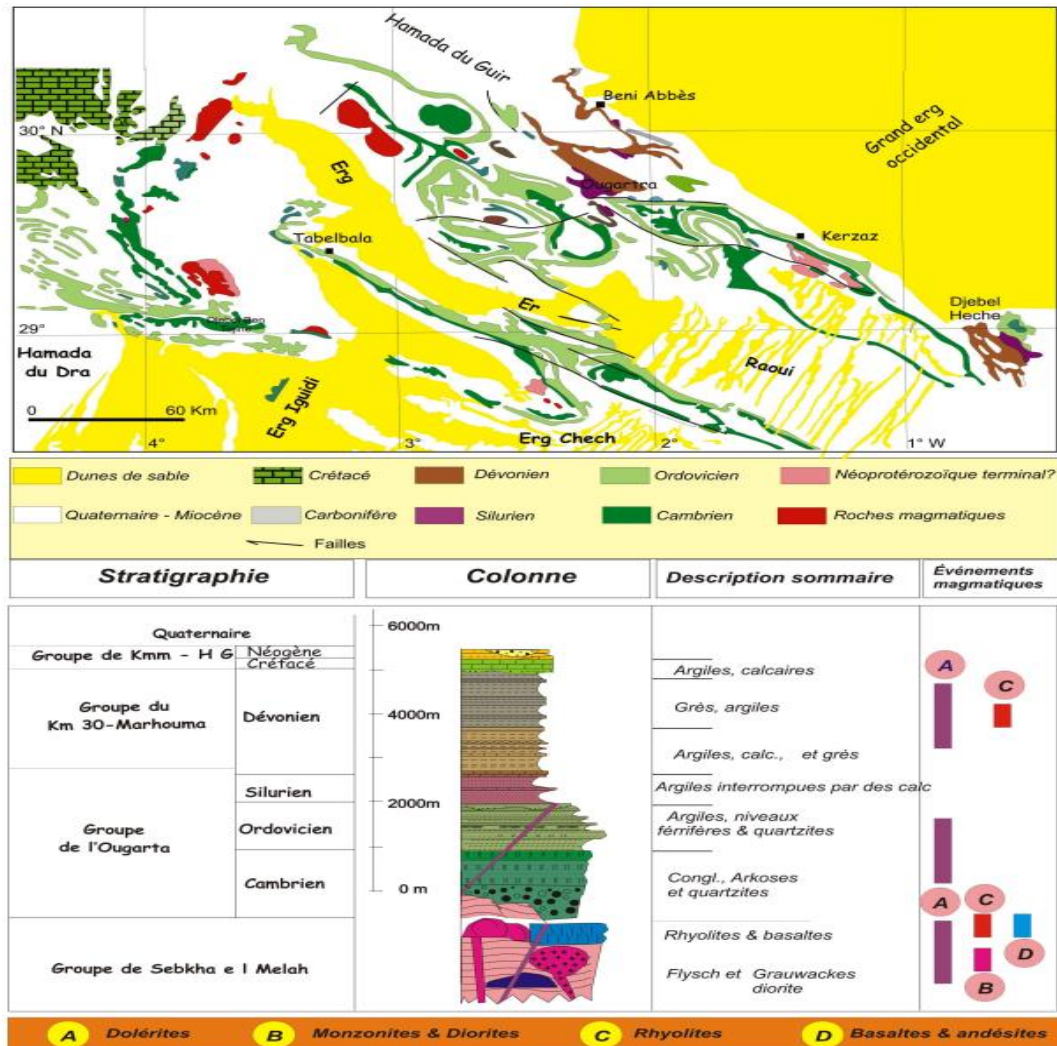 Hamada du Guir
Beni Abbès
30° N
Grand erg
occidental
Erg
Ougartra
Tabelbala
Kerzaz
Er
Djebel
Heche
29°
Hamada
du Dra
Raoui
0 60 Km
Erg Iguidi
Erg Chech
4° 3° 2° 1° W
Dunes de sable Crétacé Dévonien Ordovicien Néoprotérozoïque terminal?
Quaternaire - Miocène Carbonifère Silurien Cambrien Roches magmatiques
Failles
Stratigraphie Colonne Description sommaire Événements
magmatiques
Quaternaire
6000m
Groupe de Kmm - H G Néogène
Créfacé
Argiles, calcaires
A
C
Groupe du
Km 30-Marhouma
Dévonien
4000m
Grès, argiles
Argiles, calc., et grès
Silurien
Argiles interrompues par des calc
2000m
Groupe
de l'Ougarta
Ordovicien
Argiles, niveaux
férrifères & quartzites
Cambrien
0 m
Congl., Arkoses
et quartzites
A C
Groupe de Sebkha e l Melah
Rhyolites & basaltes
D
Flysch et Grauwackes
diorite
B
A Dolérites B Monzonites & Diorites C Rhyolites D Basaltes & andésites